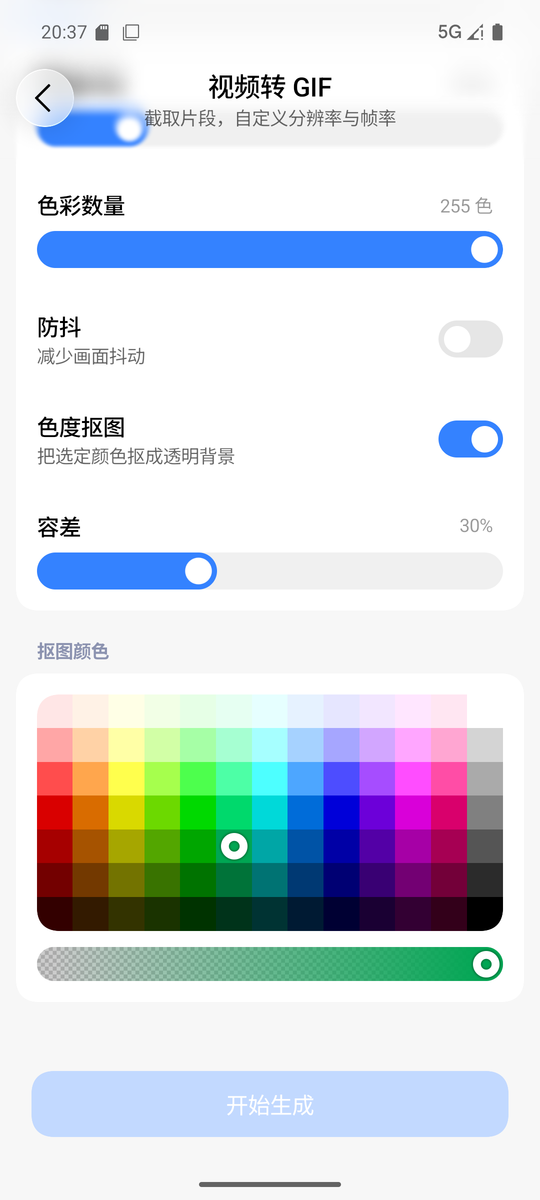 20:37
5G
视频转 GIF
截取片段，自定义分辨率与帧率
色彩数量
255 色
防抖
减少画面抖动
色度抠图
把选定颜色抠成透明背景
容差
30%
抠图颜色
开始生成